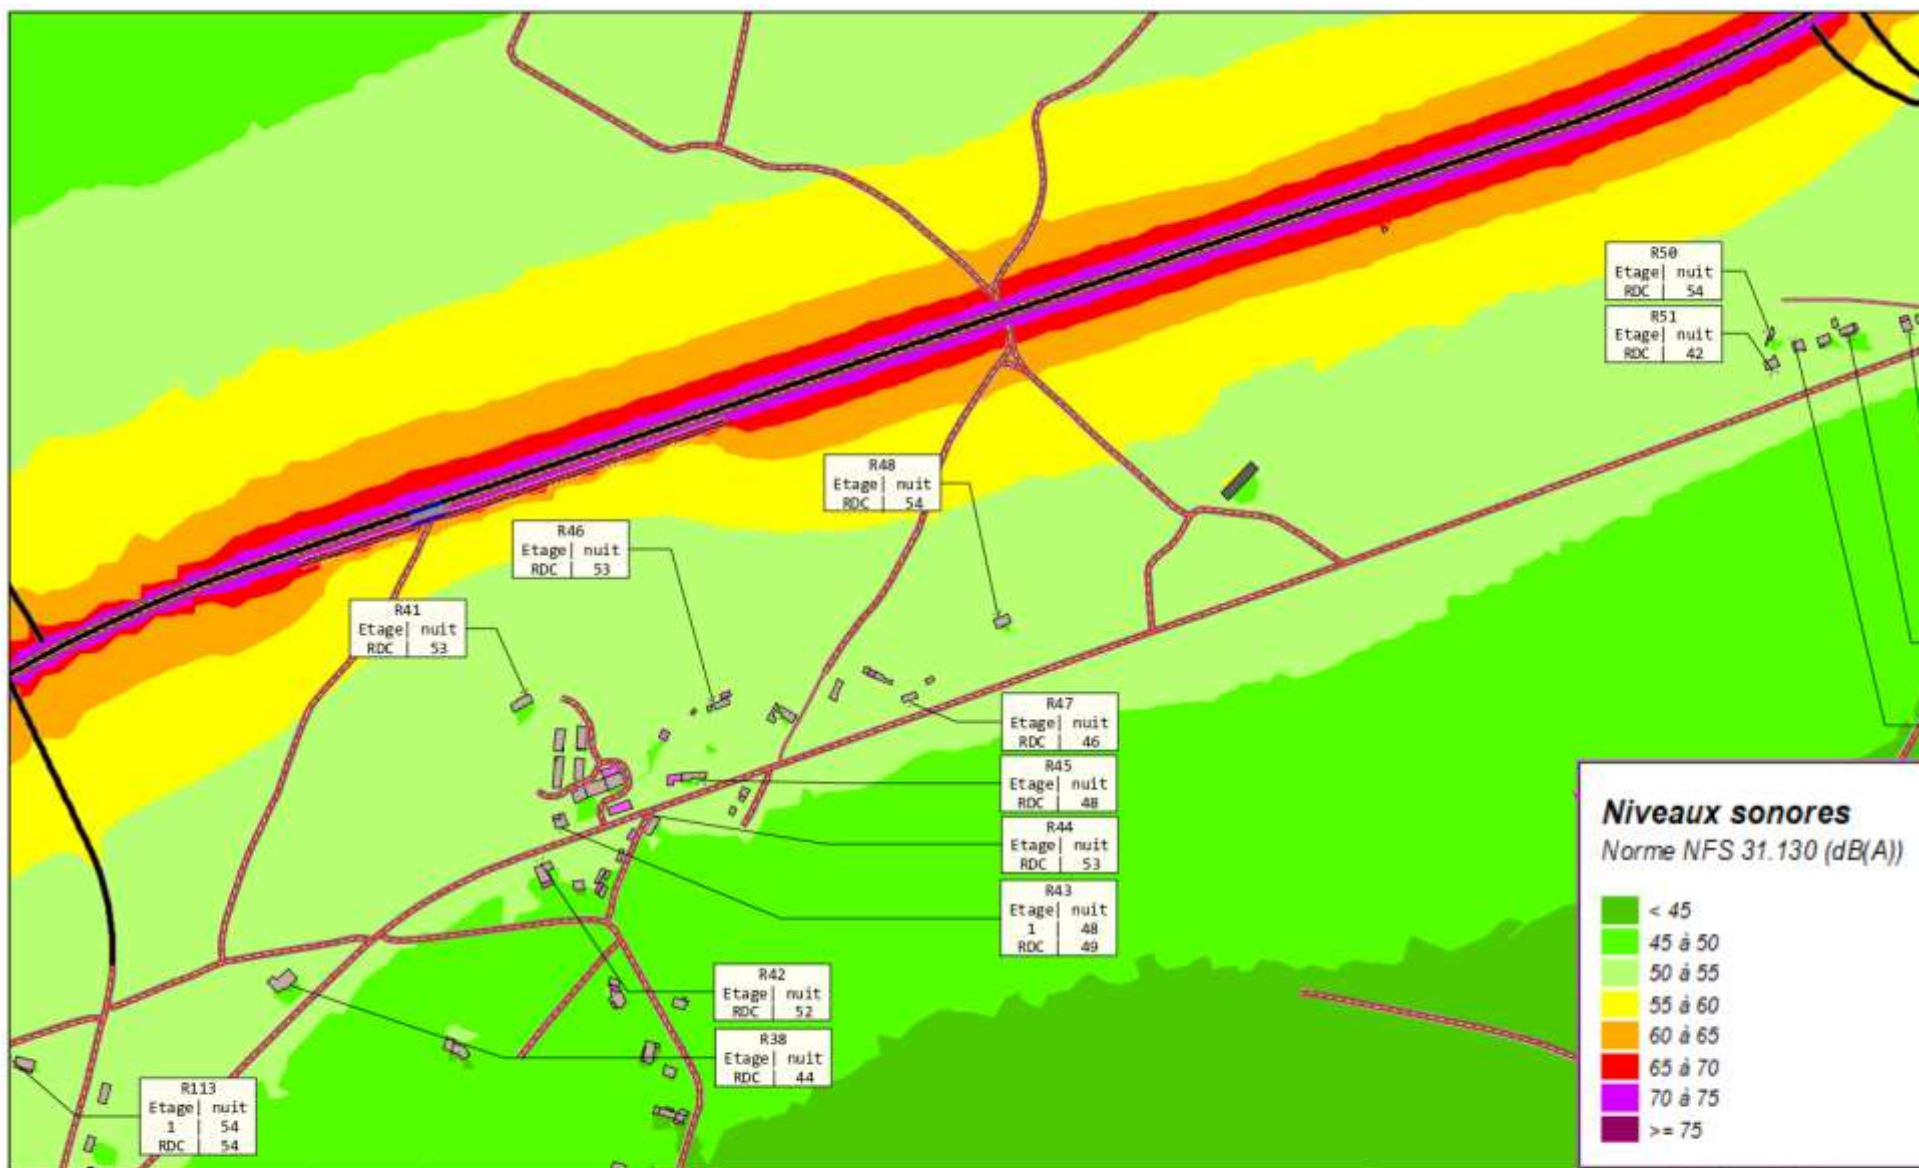 R50
Etage| nuit
RDC | 54
R51
Etage| nuit
RDC | 42
R48
Etage| nuit
RDC | 54
R46
Etage| nuit
RDC | 53
R41
Etage| nuit
RDC | 53
R47
Etage| nuit
RDC | 46
R45
Etage| nuit
RDC | 48
R44
Etage| nuit
RDC | 53
R43
Etage| nuit
1 | 48
RDC | 49
R42
Etage| nuit
RDC | 52
R38
Etage| nuit
RDC | 44
R113
Etage| nuit
1 | 54
RDC | 54
Niveaux sonores
Norme NFS 31.130 (dB(A))
< 45
45 à 50
50 à 55
55 à 60
60 à 65
65 à 70
70 à 75
>= 75